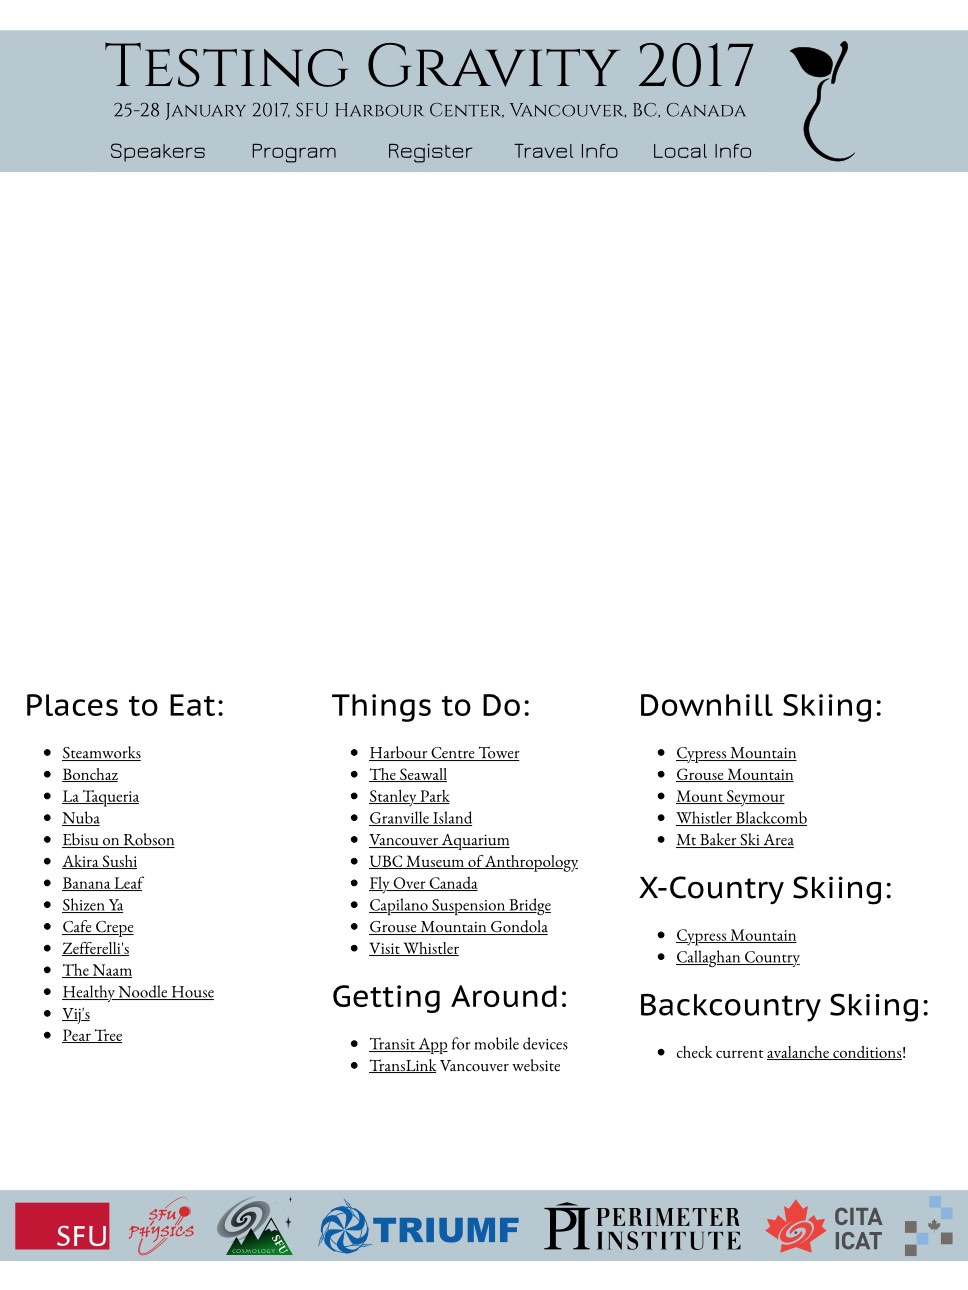 Testing Gravity 2017
25-28 January 2017, SFU Harbour Center, Vancouver, BC, Canada
Speakers Program Register Travel Info Local Info
Places to Eat:
Steamworks
Bonchaz
La Taqueria
Nuba
Ebisu on Robson
Akira Sushi
Banana Leaf
Shizen Ya
Cafe Crepe
Zefferelli's
The Naam
Healthy Noodle House
Vij's
Pear Tree
Things to Do:
Harbour Centre Tower
The Seawall
Stanley Park
Granville Island
Vancouver Aquarium
UBC Museum of Anthropology
Fly Over Canada
Capilano Suspension Bridge
Grouse Mountain Gondola
Visit Whistler
Getting Around:
Transit App for mobile devices
TransLink Vancouver website
Downhill Skiing:
Cypress Mountain
Grouse Mountain
Mount Seymour
Whistler Blackcomb
Mt Baker Ski Area
X-Country Skiing:
Cypress Mountain
Callaghan Country
Backcountry Skiing:
check current avalanche conditions!
SFU
SFU
PHYSICS
COSMOLOGY SFU
TRIUMF
PI PERIMETER
INSTITUTE
CITA
ICAT